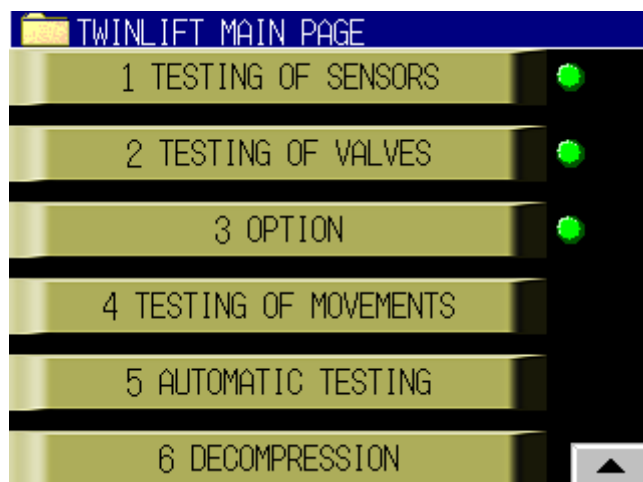 TWINLIFT MAIN PAGE
1 TESTING OF SENSORS
2 TESTING OF VALVES
3 OPTION
4 TESTING OF MOVEMENTS
5 AUTOMATIC TESTING
6 DECOMPRESSION